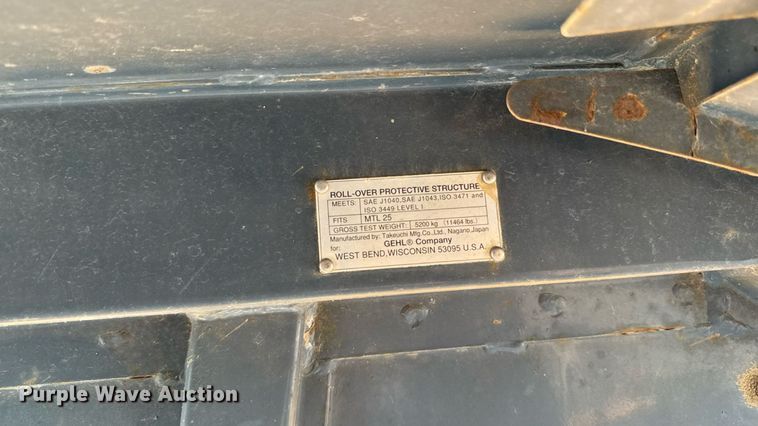 ROLL-OVER PROTECTIVE STRUCTURE
MEETS: SAE J1040,SAE J1043,ISO 3471 and
ISO 3449 LEVEL I.
FITS MTL 25
GROSS TEST WEIGHT: 5200 kg (11464 lbs.)
Manufactured by: Takeuchi Mfg.Co.,Ltd., Nagano,Japan
for: GEHL® Company
WEST BEND,WISCONSIN 53095 U.S.A.
Purple Wave Auction